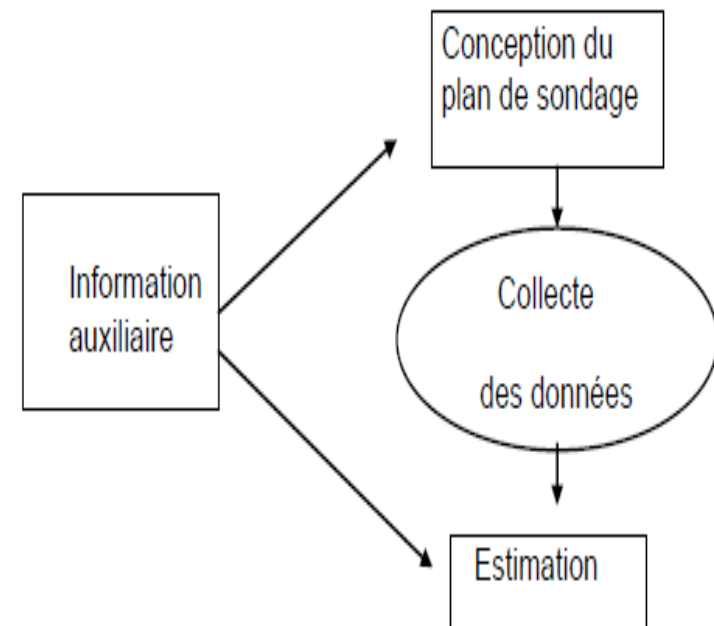 Conception du
plan de sondage
Information
auxiliaire
Collecte
des données
Estimation